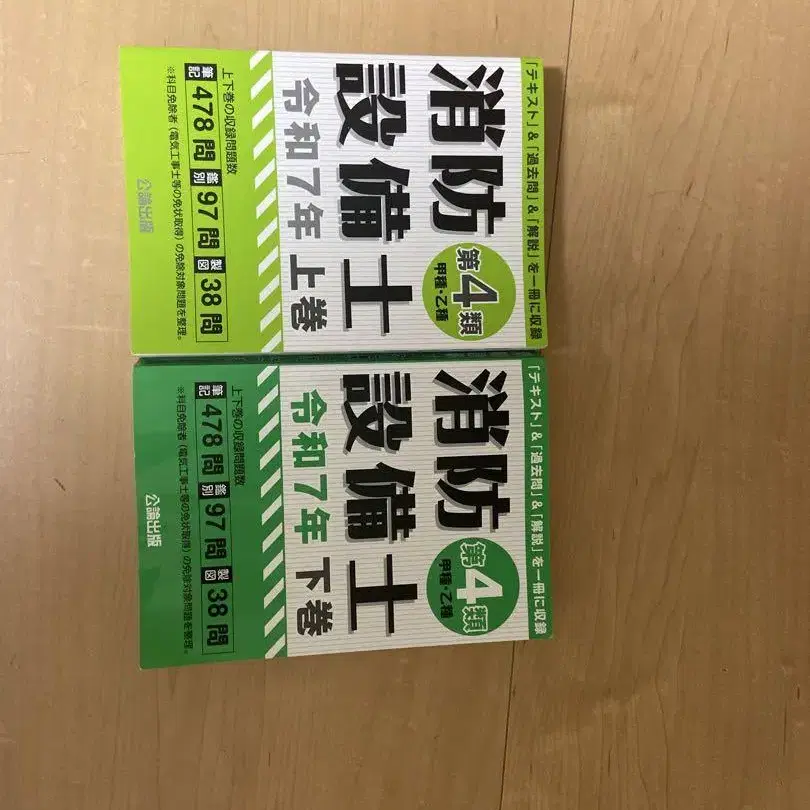 「テキスト」&「過去問」&「解説」を一冊に収録
消防
設備士
第4類
甲種・乙種
令和7年 上巻
上下巻の収録問題数
筆記 478問 鑑別 97問 製図 38問
※科目免除者(電気工事士等の免状取得)の免除対象問題を整理。
公論出版
「テキスト」&「過去問」&「解説」を一冊に収録
消防
設備士
第4類
甲種・乙種
令和7年 下巻
上下巻の収録問題数
筆記 478問 鑑別 97問 製図 38問
※科目免除者(電気工事士等の免状取得)の免除対象問題を整理。
公論出版